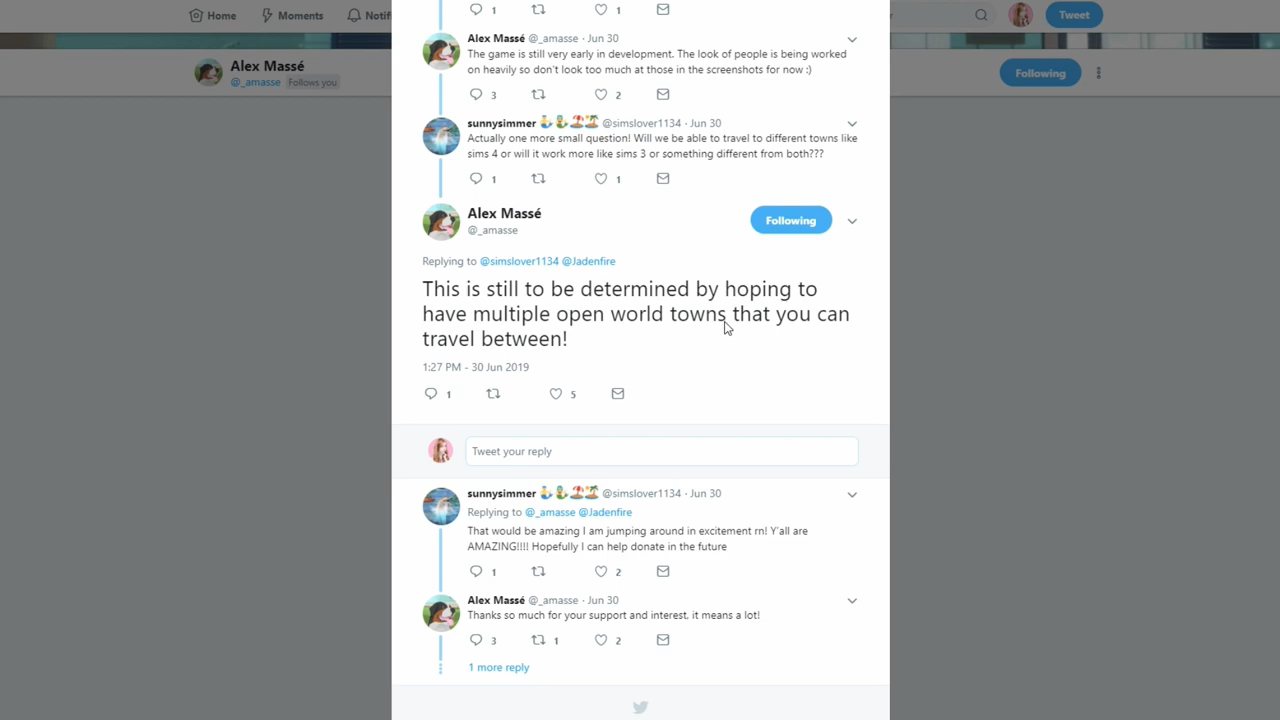 Home
Moments
Notif
Tweet
Alex Massé
@_amasse Follows you
Following
1 1
Alex Massé @_amasse · Jun 30
The game is still very early in development. The look of people is being worked
on heavily so don't look too much at those in the screenshots for now :)
3 2
sunnysimmer @simslover1134 · Jun 30
Actually one more small question! Will we be able to travel to different towns like
sims 4 or will it work more like sims 3 or something different from both???
1 1
Alex Massé
@_amasse
Following
Replying to @simslover1134 @Jadenfire
This is still to be determined by hoping to
have multiple open world towns that you can
travel between!
1:27 PM - 30 Jun 2019
1 5
Tweet your reply
sunnysimmer @simslover1134 · Jun 30
Replying to @_amasse @Jadenfire
That would be amazing I am jumping around in excitement rn! Y'all are
AMAZING!!!! Hopefully I can help donate in the future
1 2
Alex Massé @_amasse · Jun 30
Thanks so much for your support and interest, it means a lot!
3 1 2
1 more reply